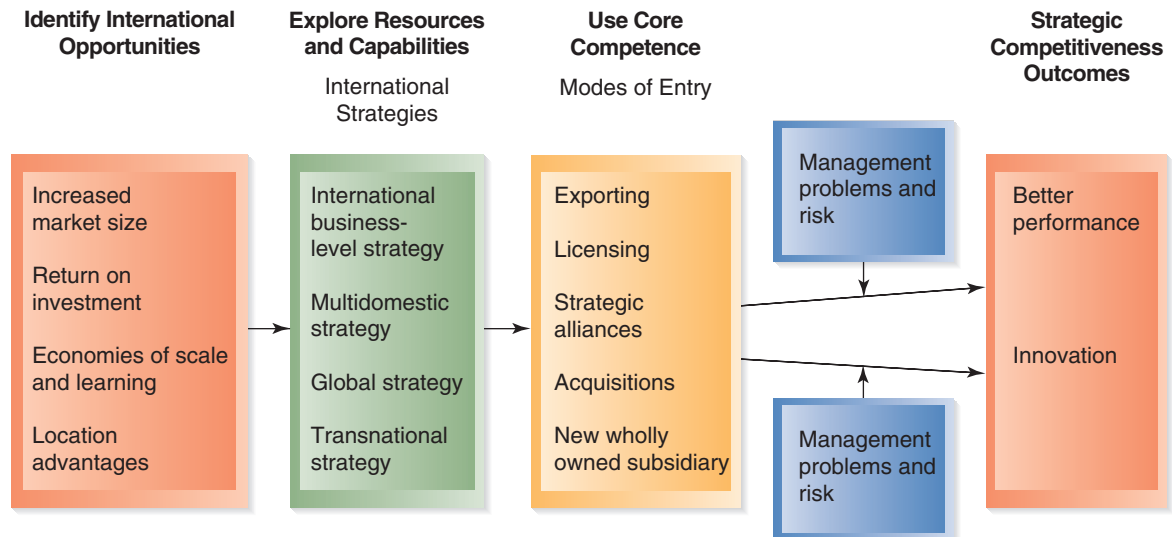 Identify International
Opportunities
Explore Resources
and Capabilities
International
Strategies
Use Core
Competence
Modes of Entry
Strategic
Competitiveness
Outcomes
Increased
market size
Return on
investment
Economies of scale
and learning
Location
advantages
International
business-
level strategy
Multidomestic
strategy
Global strategy
Transnational
strategy
Exporting
Licensing
Strategic
alliances
Acquisitions
New wholly
owned subsidiary
Management
problems and
risk
Management
problems and
risk
Better
performance
Innovation